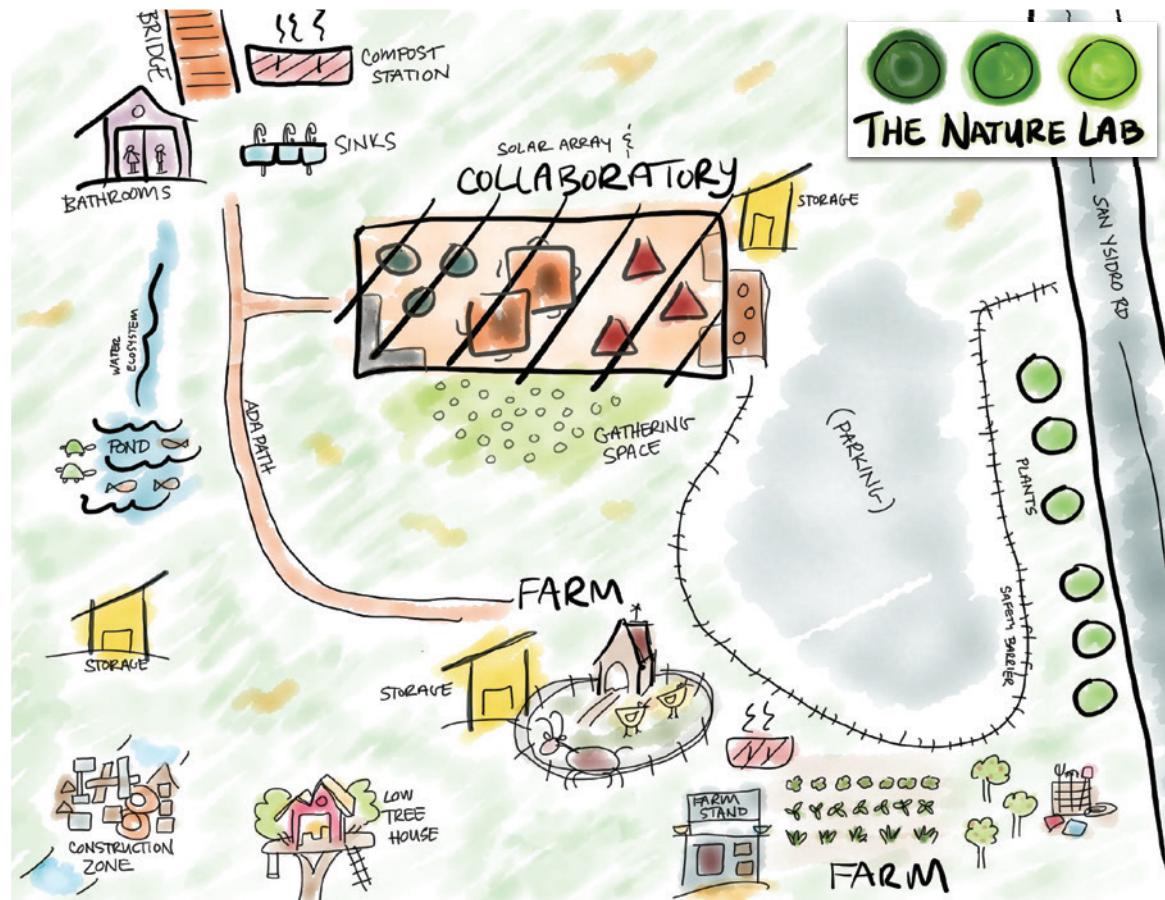 BRIDGE
COMPOST
STATION
THE NATURE LAB
SINKS
SOLAR ARRAY &
COLLABORATORY
BATHROOMS
STORAGE
SAN YSIDRO RD
WATER
ECOSYSTEM
POND
ADA PATH
GATHERING
SPACE
(PARKING)
PLANTS
SAFETY BARRIER
FARM
STORAGE
STORAGE
FARM
STAND
LOW
TREE
HOUSE
CONSTRUCTION
ZONE
FARM